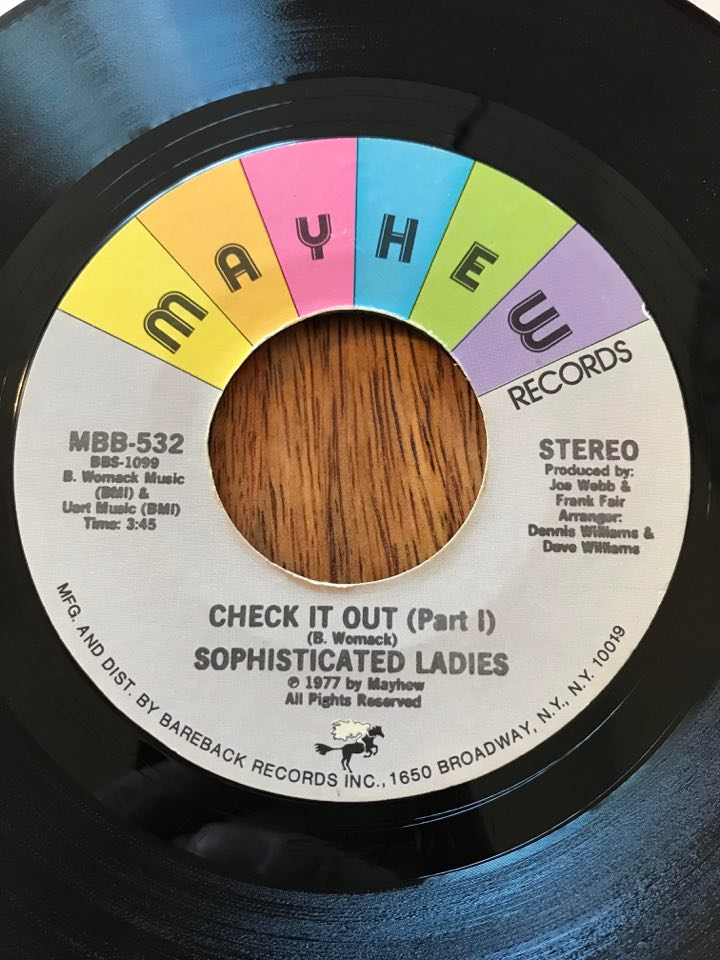 MAYHEW
RECORDS
MBB-532
BBS-1099
B. Womack Music
(BMI) &
Uart Music (BMI)
Time: 3:45
STEREO
Produced by:
Joe Webb &
Frank Fair
Arranger:
Dennis Williams &
Dave Williams
CHECK IT OUT (Part I)
(B. Womack)
SOPHISTICATED LADIES
℗ 1977 by Mayhew
All Rights Reserved
MFG. AND DIST. BY BAREBACK RECORDS INC., 1650 BROADWAY, N.Y., N.Y. 10019